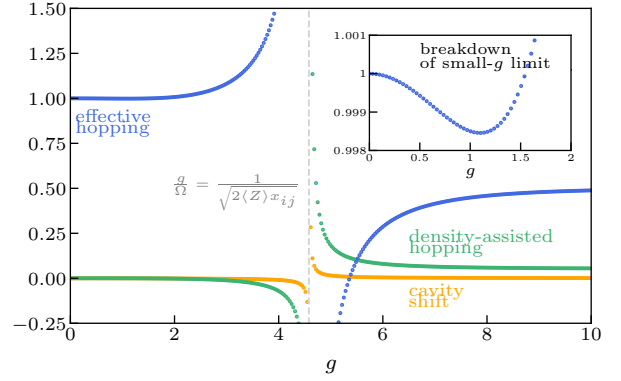 1.50
1.25
1.00
0.75
0.50
0.25
0.00
−0.25
0
2
4
6
8
10
g
effective
hopping
g/Ω = 1/√(2⟨Z⟩x_{ij})
density-assisted
hopping
cavity
shift
1.001
1
0.999
0.998
0
0.5
1
1.5
2
g
breakdown
of small-g limit